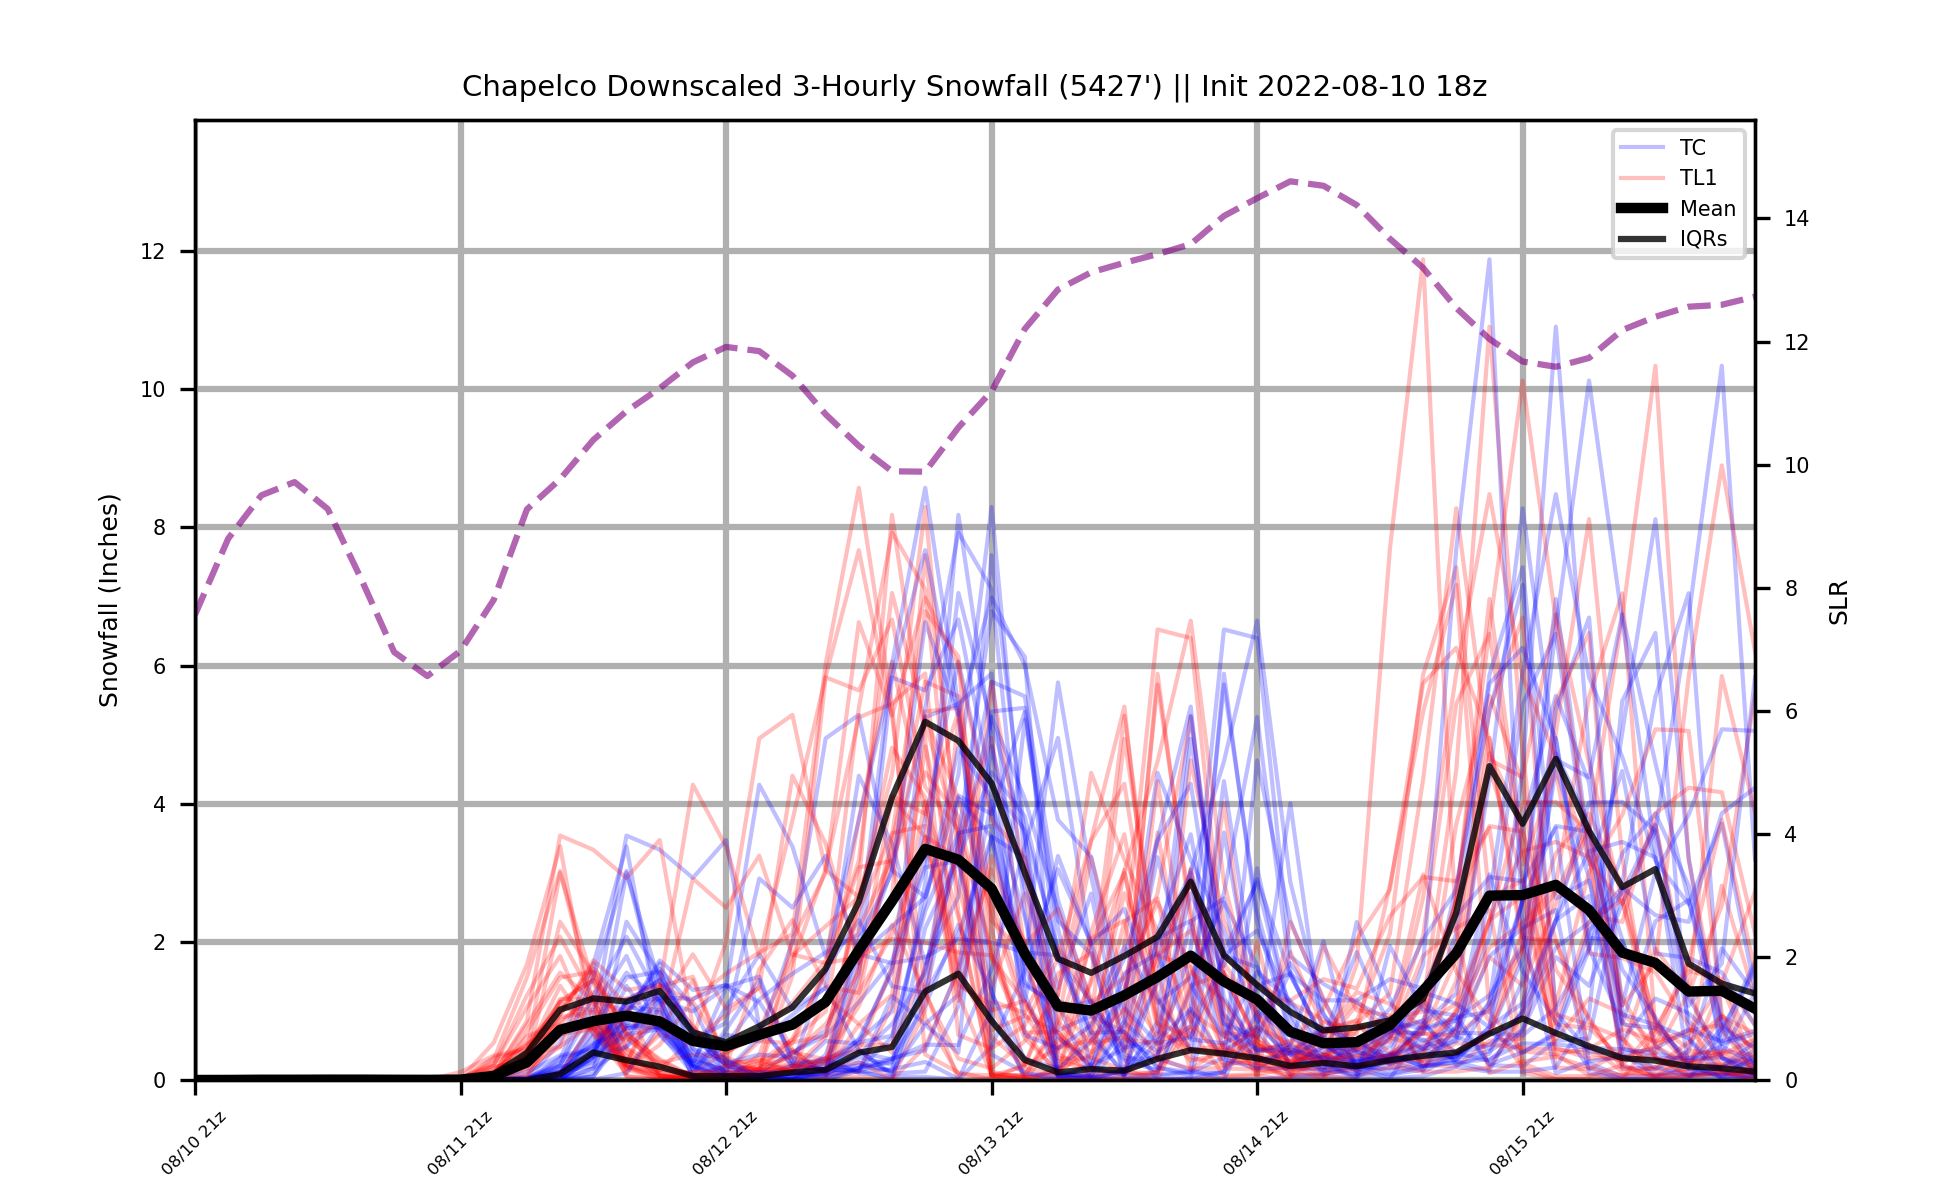 Chapelco Downscaled 3-Hourly Snowfall (5427') || Init 2022-08-10 18z
TC
TL1
Mean
IQRs
Snowfall (Inches)
12
10
8
6
4
2
0
14
12
10
8
6
4
2
0
SLR
08/10 21z
08/11 21z
08/12 21z
08/13 21z
08/14 21z
08/15 21z